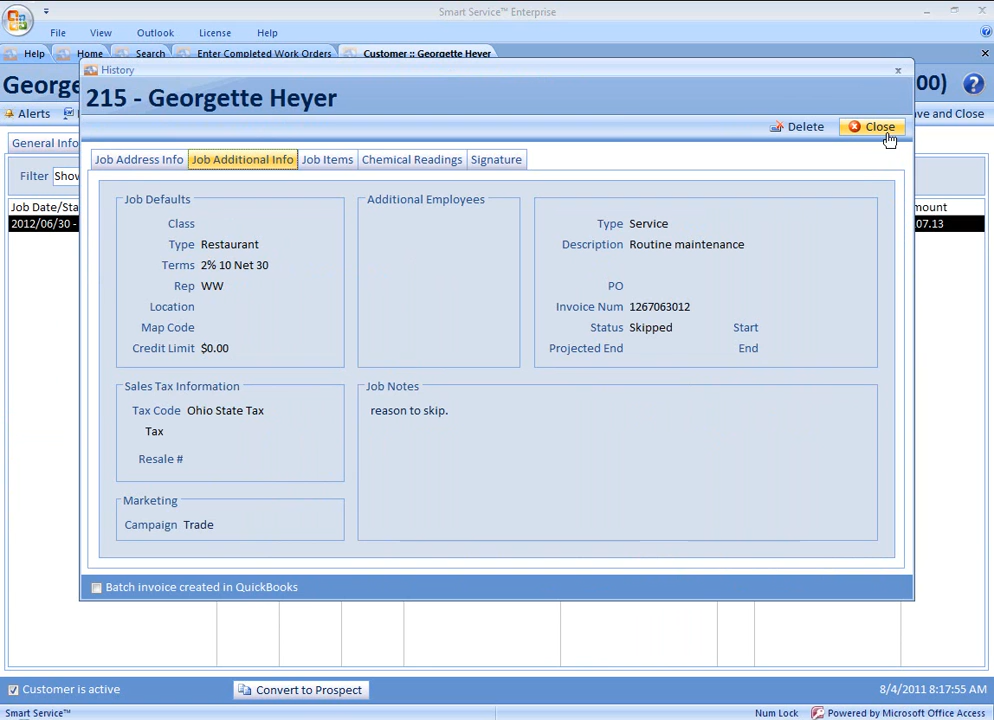 Smart Service™ Enterprise
File View Outlook License Help
Help Home Search Enter Completed Work Orders Customer :: Georgette Heyer
History
George 00)
215 - Georgette Heyer
Alerts ve and Close
Delete Close
General Info
Job Address Info Job Additional Info Job Items Chemical Readings Signature
Filter Show
Job Date/Sta mount
2012/06/30 - 07.13
Job Defaults
Class
Type Restaurant
Terms 2% 10 Net 30
Rep WW
Location
Map Code
Credit Limit $0.00
Additional Employees
Type Service
Description Routine maintenance
PO
Invoice Num 1267063012
Status Skipped Start
Projected End End
Sales Tax Information
Tax Code Ohio State Tax
Tax
Resale #
Job Notes
reason to skip.
Marketing
Campaign Trade
Batch invoice created in QuickBooks
Customer is active Convert to Prospect 8/4/2011 8:17:55 AM
Smart Service™ Num Lock Powered by Microsoft Office Access